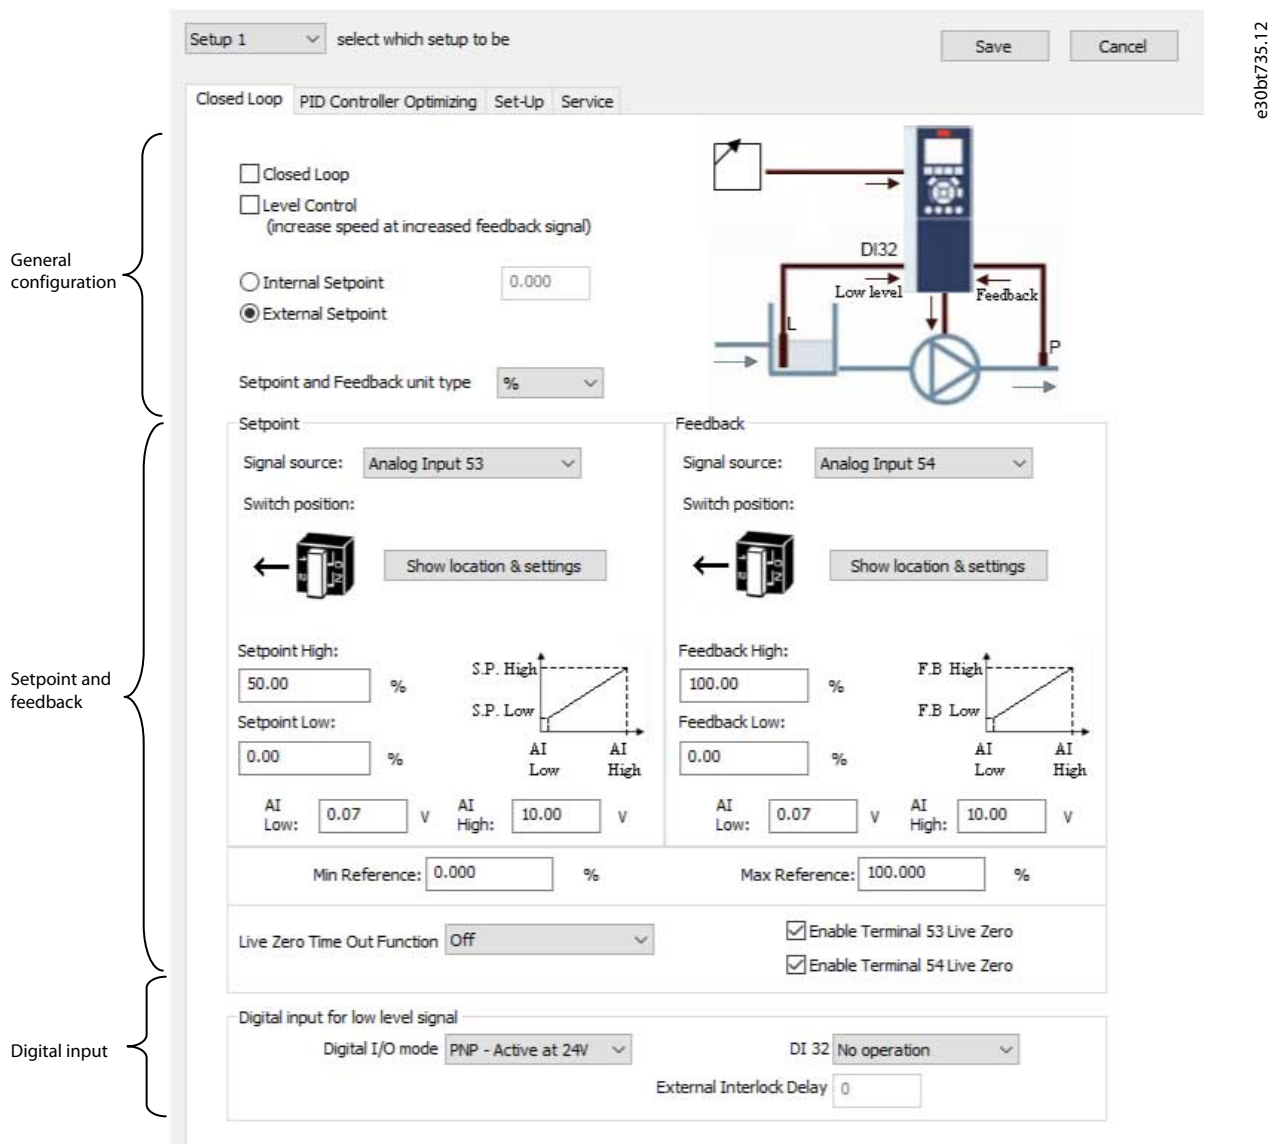 e30bt735.12
Setup 1 select which setup to be
Save Cancel
Closed Loop PID Controller Optimizing Set-Up Service
General
configuration
Closed Loop
Level Control
(increase speed at increased feedback signal)
Internal Setpoint 0.000
External Setpoint
Setpoint and Feedback unit type %
DI32
Low level
Feedback
L
P
Setpoint and
feedback
Setpoint
Signal source: Analog Input 53
Switch position:
Show location & settings
Setpoint High:
50.00 %
Setpoint Low:
0.00 %
S.P. High
S.P. Low
AI AI
Low High
AI
Low: 0.07 V
AI
High: 10.00 V
Feedback
Signal source: Analog Input 54
Switch position:
Show location & settings
Feedback High:
100.00 %
Feedback Low:
0.00 %
F.B High
F.B Low
AI AI
Low High
AI
Low: 0.07 V
AI
High: 10.00 V
Min Reference: 0.000 %
Max Reference: 100.000 %
Live Zero Time Out Function Off
Enable Terminal 53 Live Zero
Enable Terminal 54 Live Zero
Digital input
Digital input for low level signal
Digital I/O mode PNP - Active at 24V
DI 32 No operation
External Interlock Delay 0